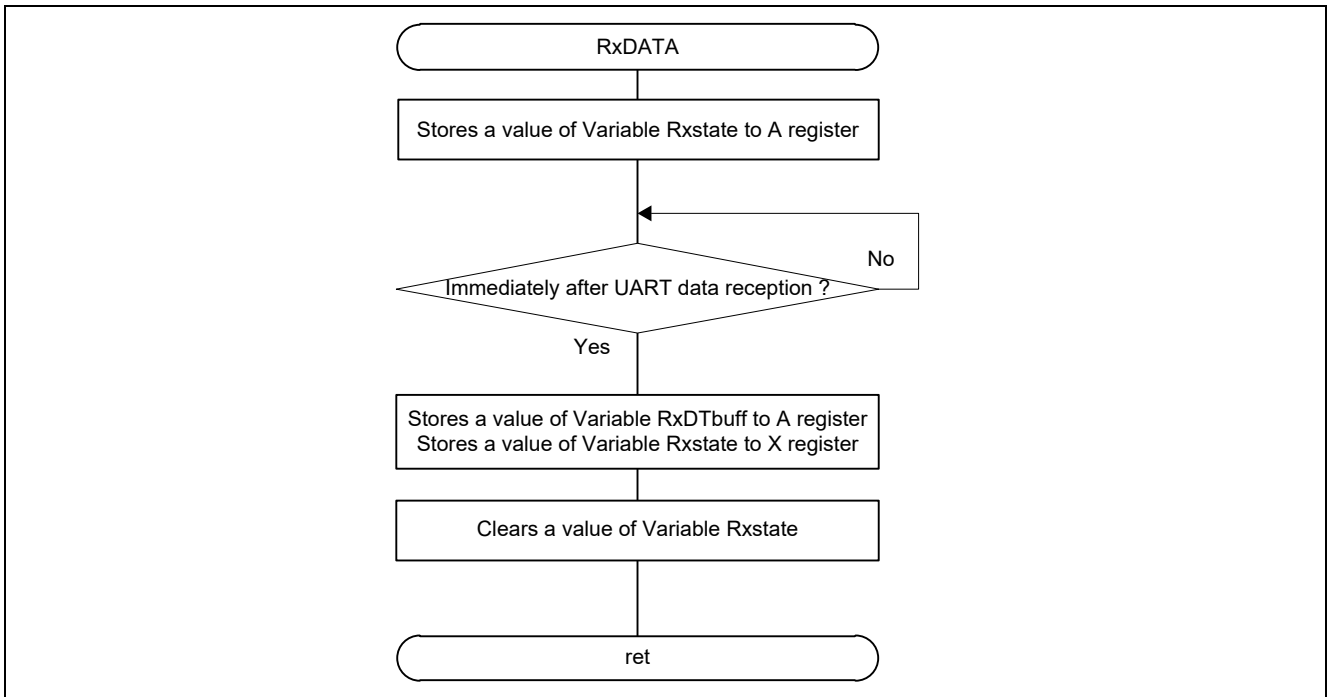 RxDATA
Stores a value of Variable Rxstate to A register
No
Immediately after UART data reception ?
Yes
Stores a value of Variable RxDTbuff to A register
Stores a value of Variable Rxstate to X register
Clears a value of Variable Rxstate
ret